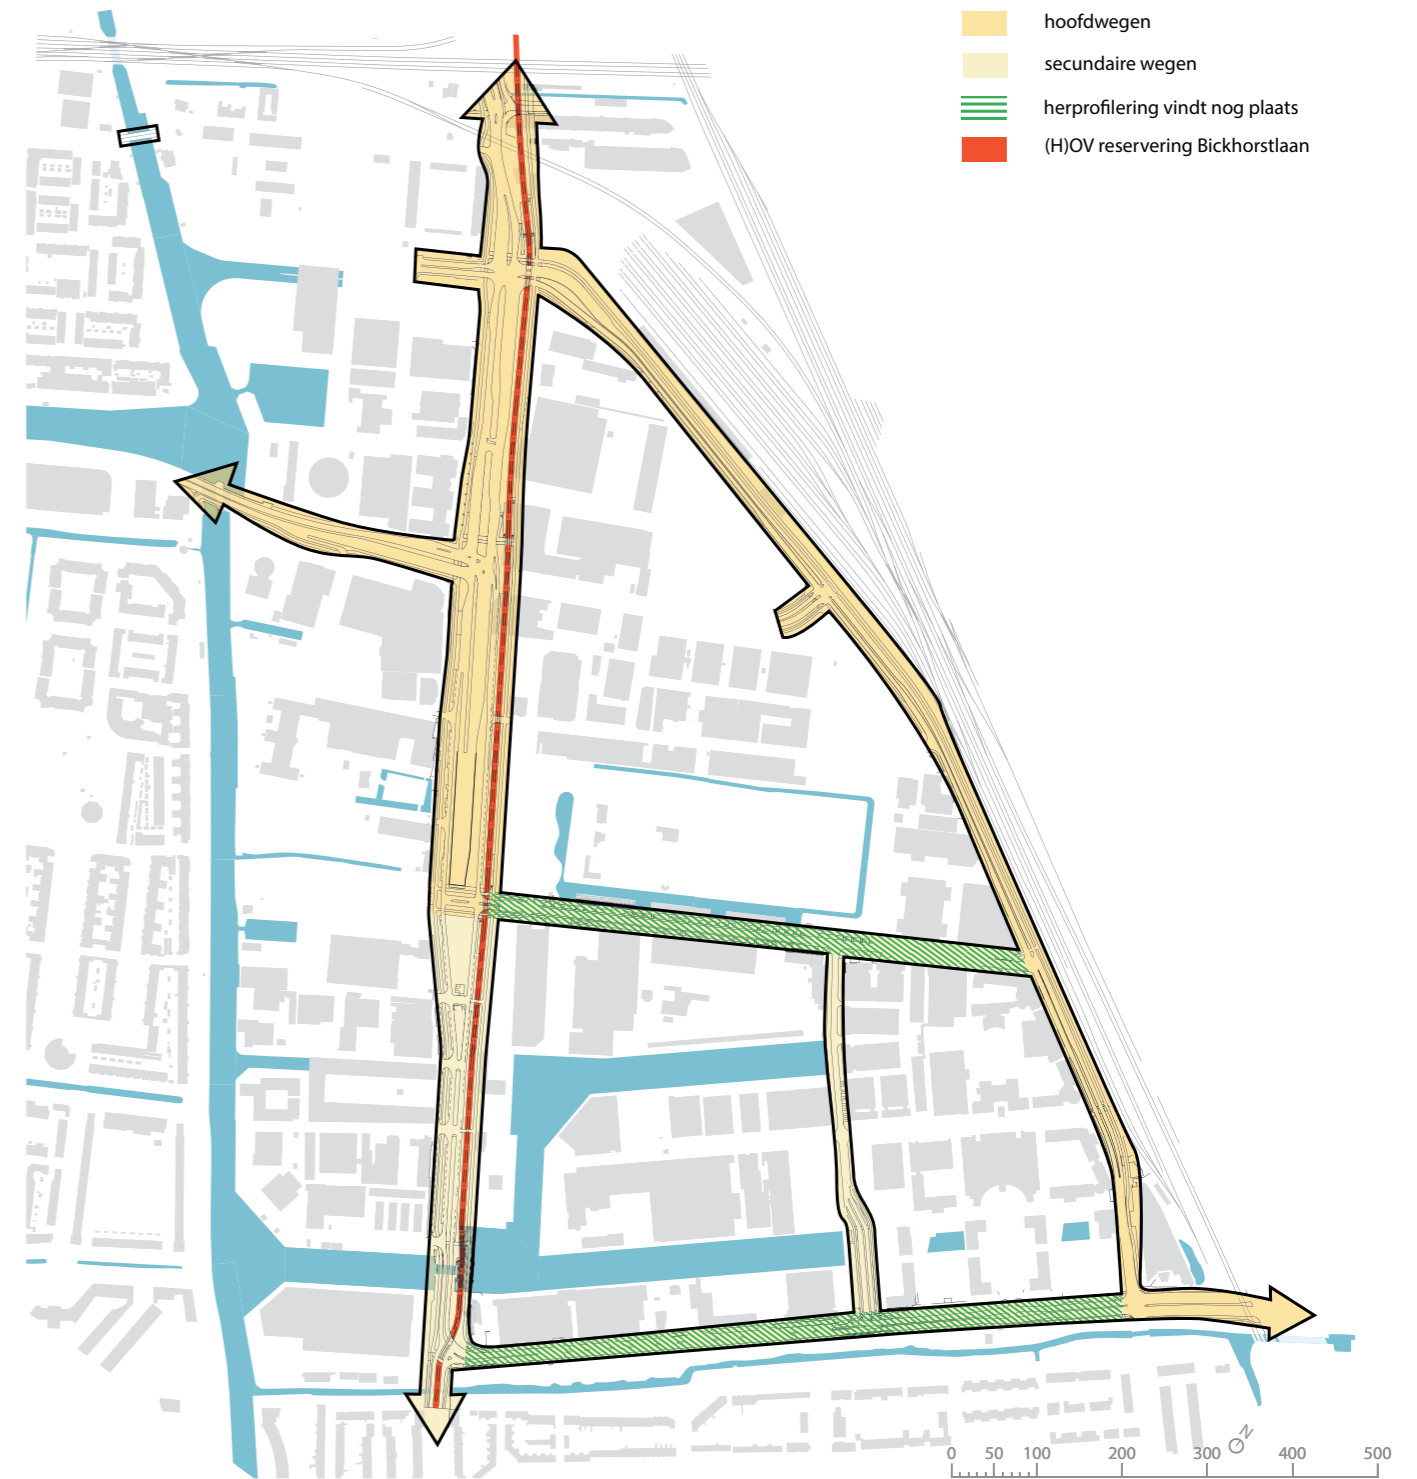 hoofdwegen
secundaire wegen
herprofilering vindt nog plaats
(H)OV reservering Bickhorstlaan
N
0 50 100 200 300 400 500